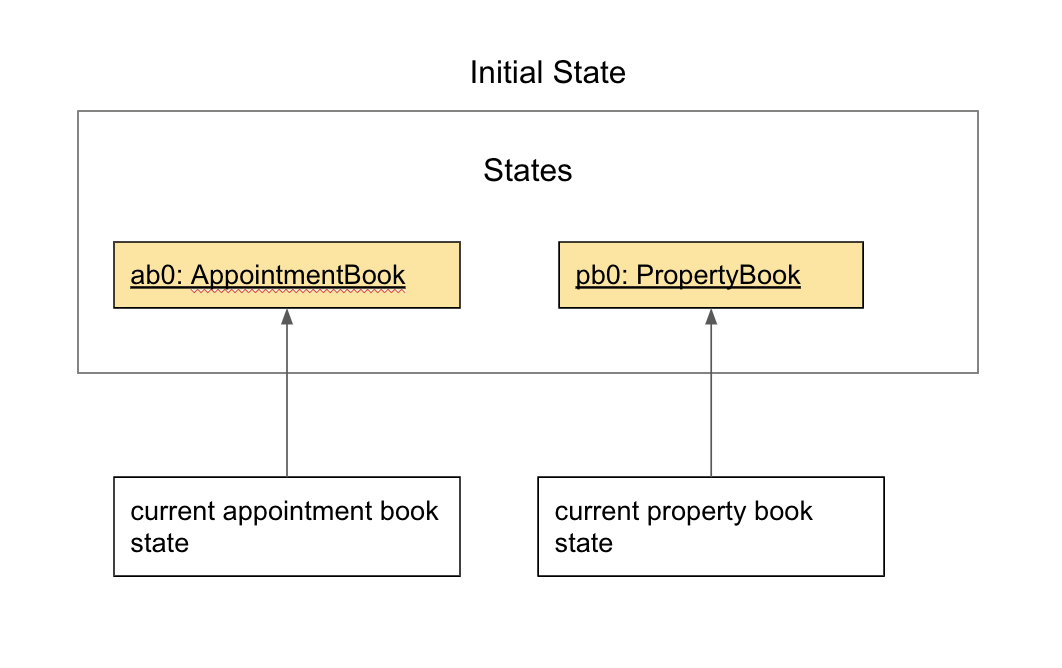 Initial State
States
ab0: AppointmentBook
pb0: PropertyBook
current appointment book
state
current property book
state